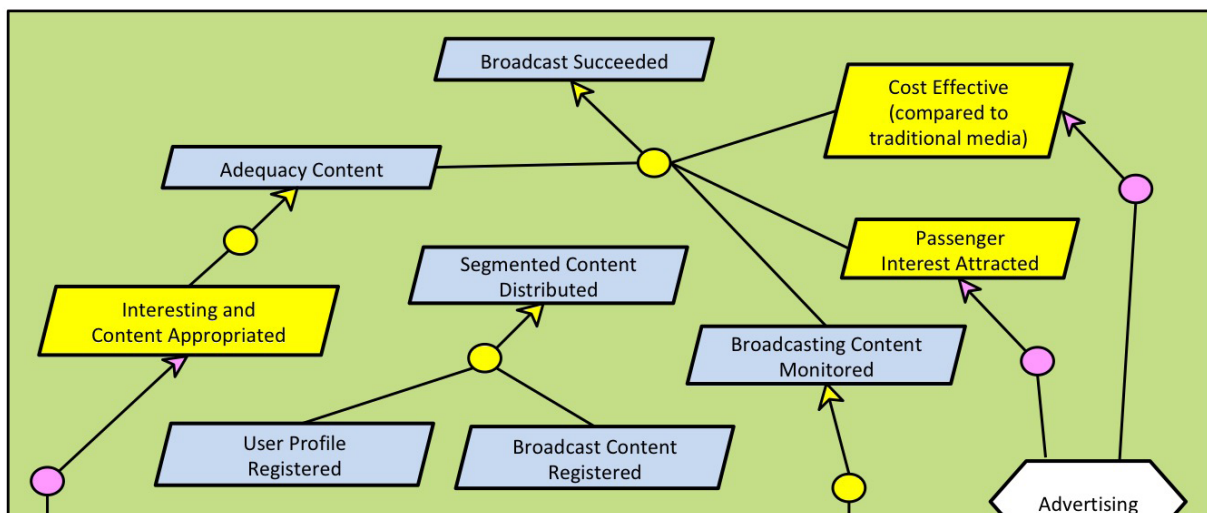 Broadcast Succeeded
Cost Effective
(compared to
traditional media)
Adequacy Content
Passenger
Interest Attracted
Segmented Content
Distributed
Interesting and
Content Appropriated
Broadcasting Content
Monitored
User Profile
Registered
Broadcast Content
Registered
Advertising